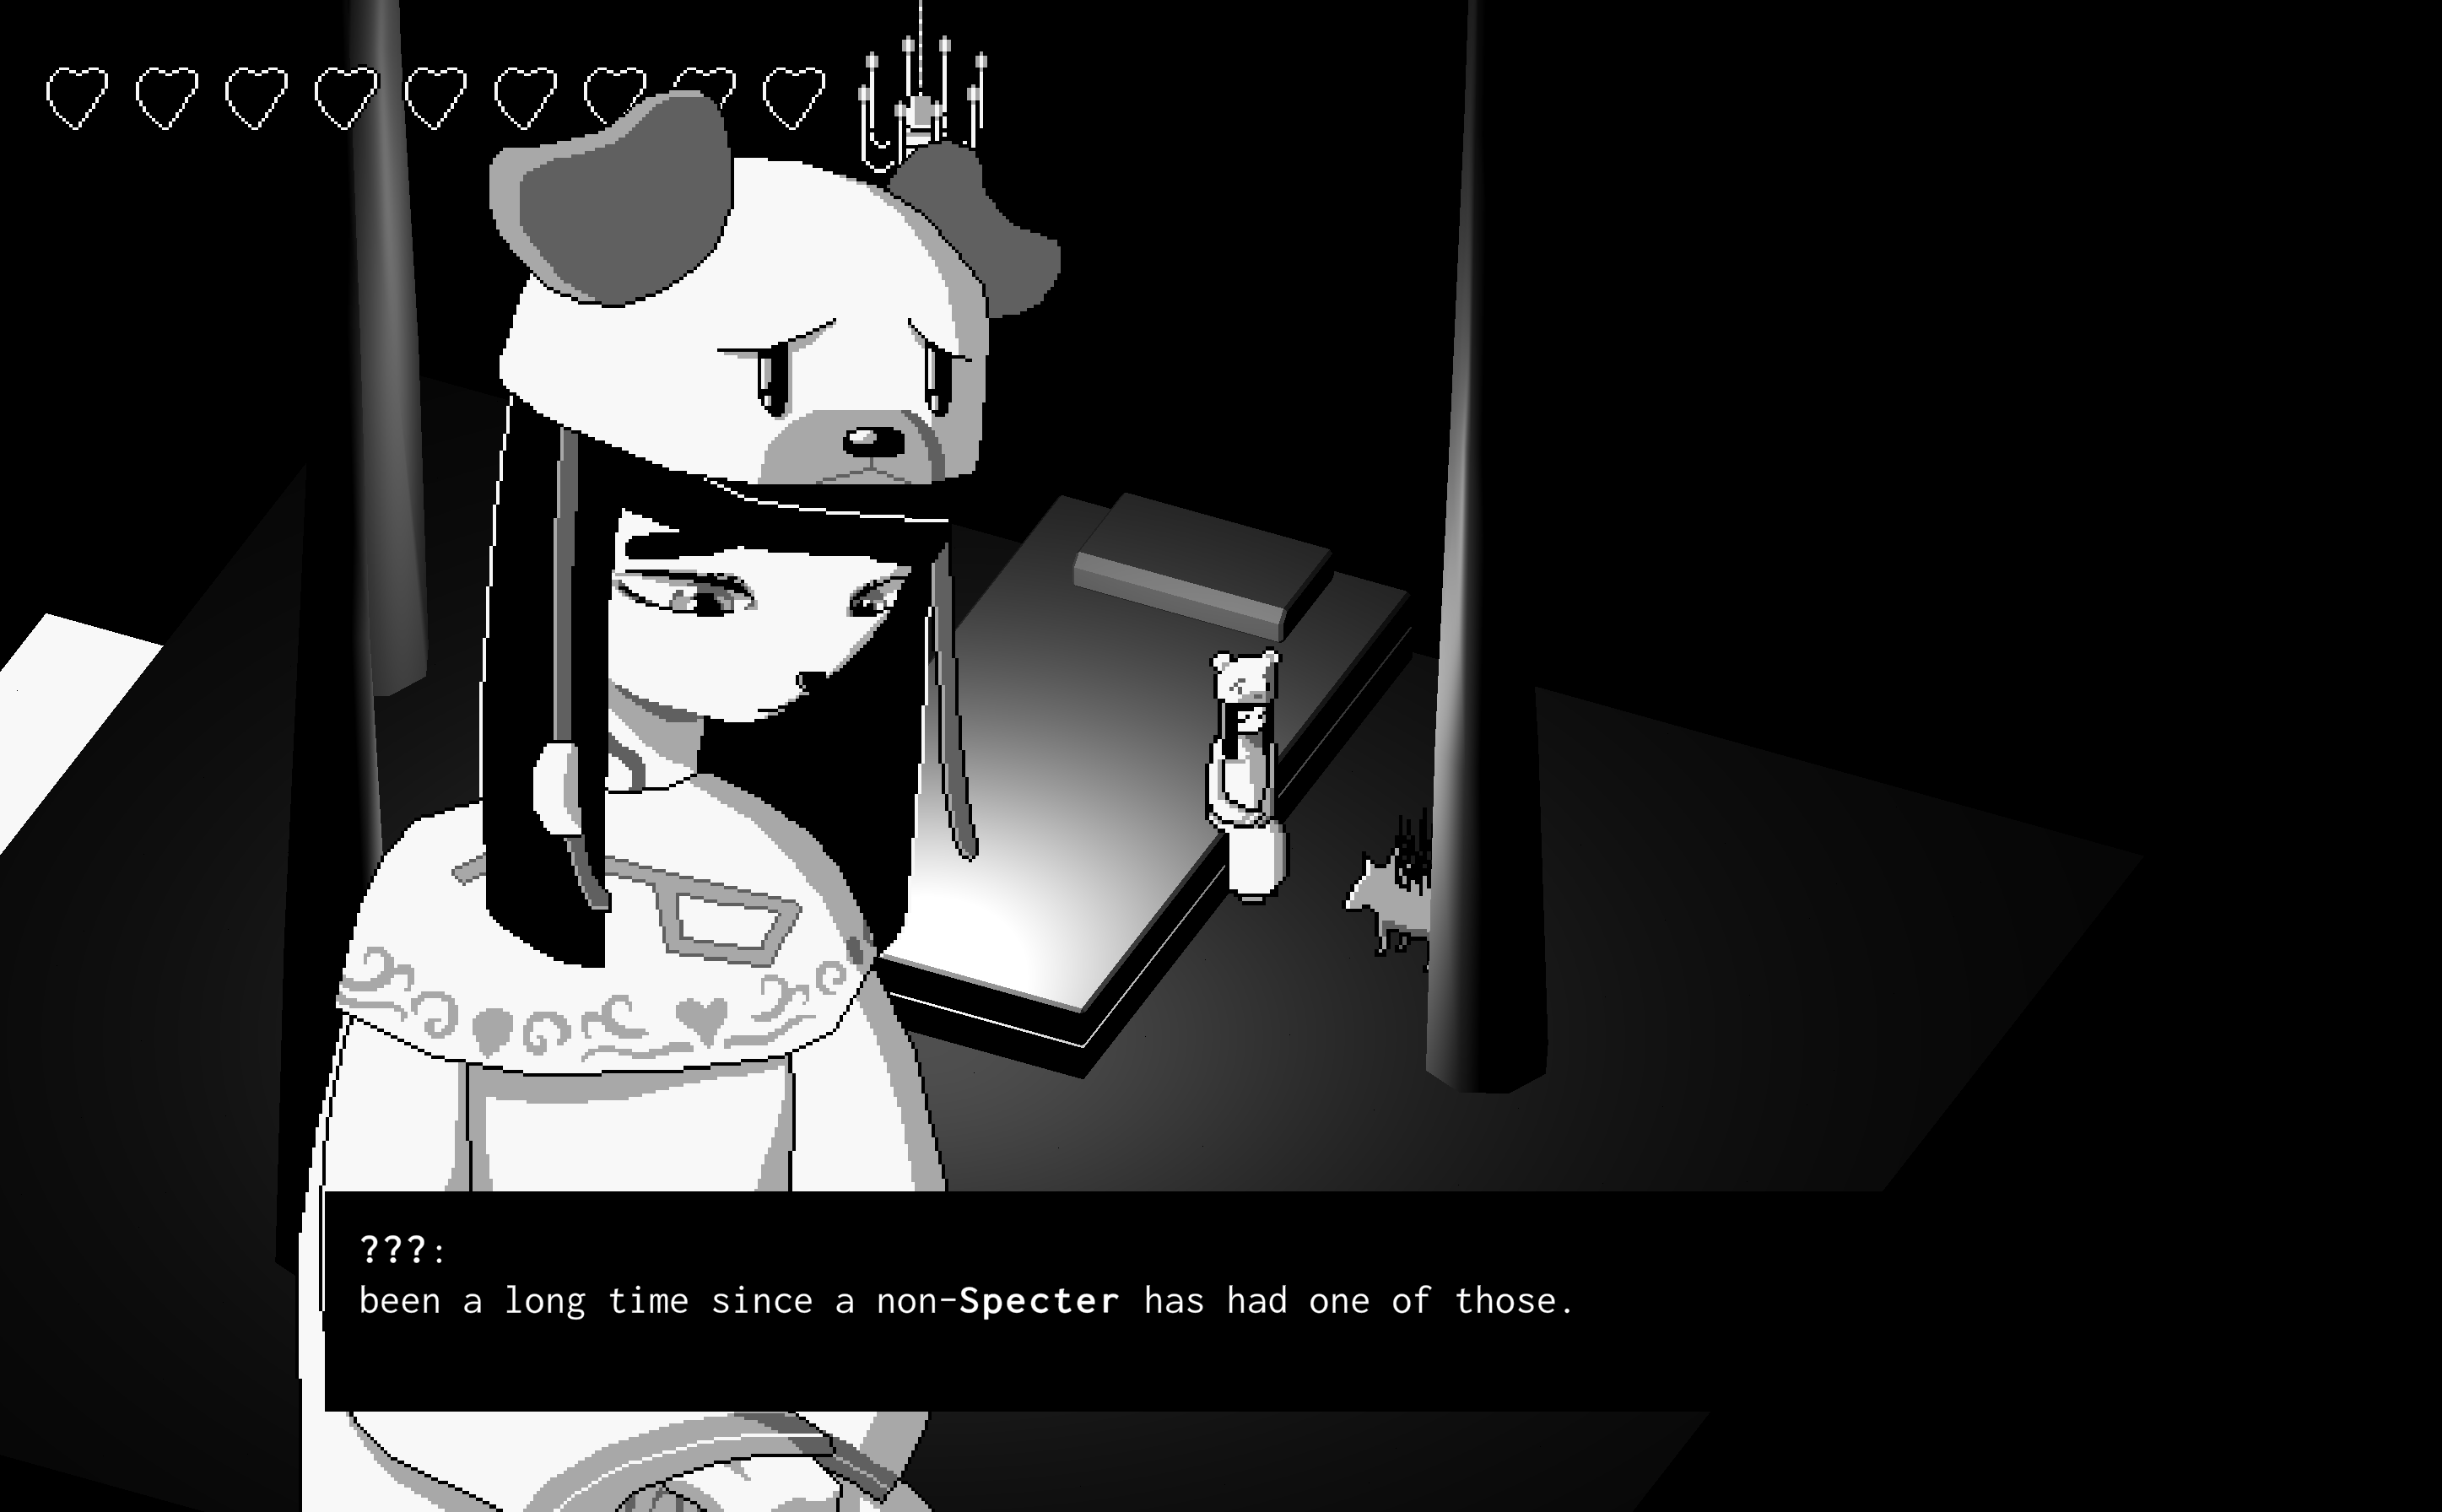 ???:
been a long time since a non-Specter has had one of those.